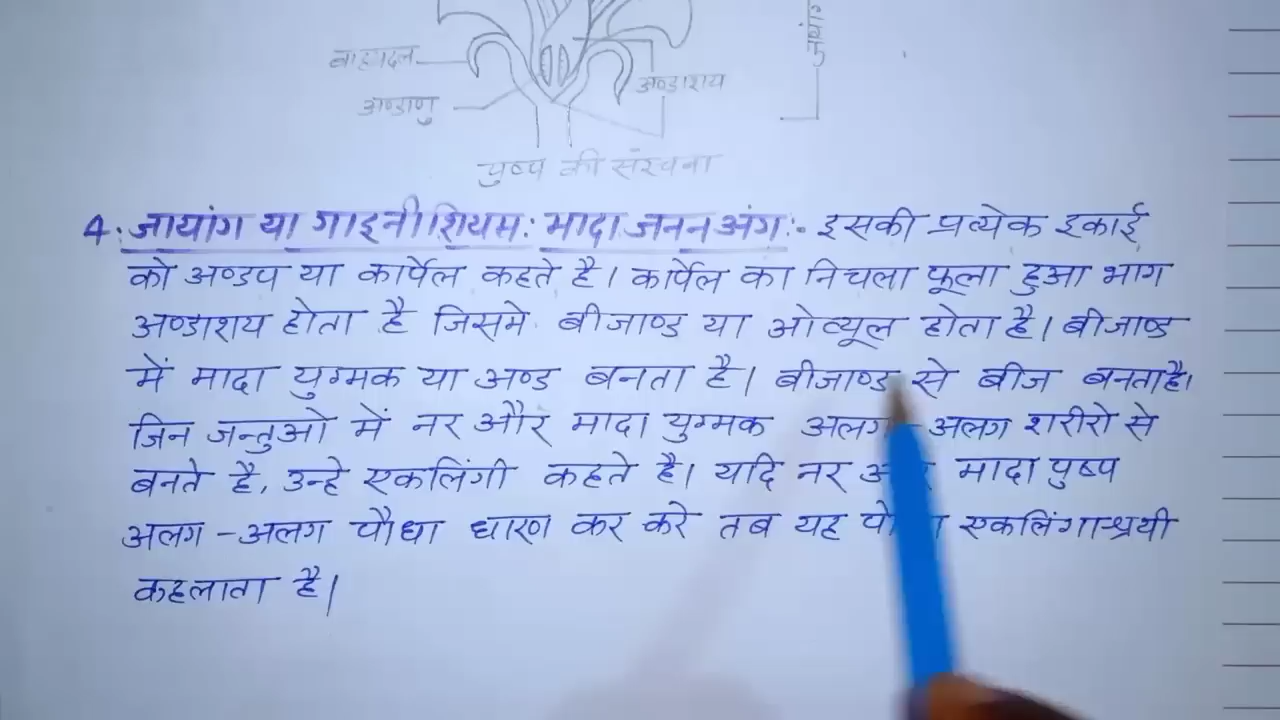 बाह्यदल
अण्डाशय
अण्डाणु
पुष्प की संरचना
4. जायांग या गाइनीशियम: मादा जनन अंग:- इसकी प्रत्येक इकाई
को अण्डप या कार्पेल कहते है। कार्पेल का निचला फूला हुआ भाग
अण्डाशय होता है जिसमे बीजाण्ड या ओव्यूल होता है। बीजाण्ड
में मादा युग्मक या अण्ड बनता है। बीजाण्ड से बीज बनता है।
जिन जन्तुओ में नर और मादा युग्मक अलग-अलग शरीरो से
बनते है, उन्हे एकलिंगी कहते है। यदि नर और मादा पुष्प
अलग-अलग पौधा धारण कर करे तब यह पौधा एकलिंगाश्रयी
कहलाता है।